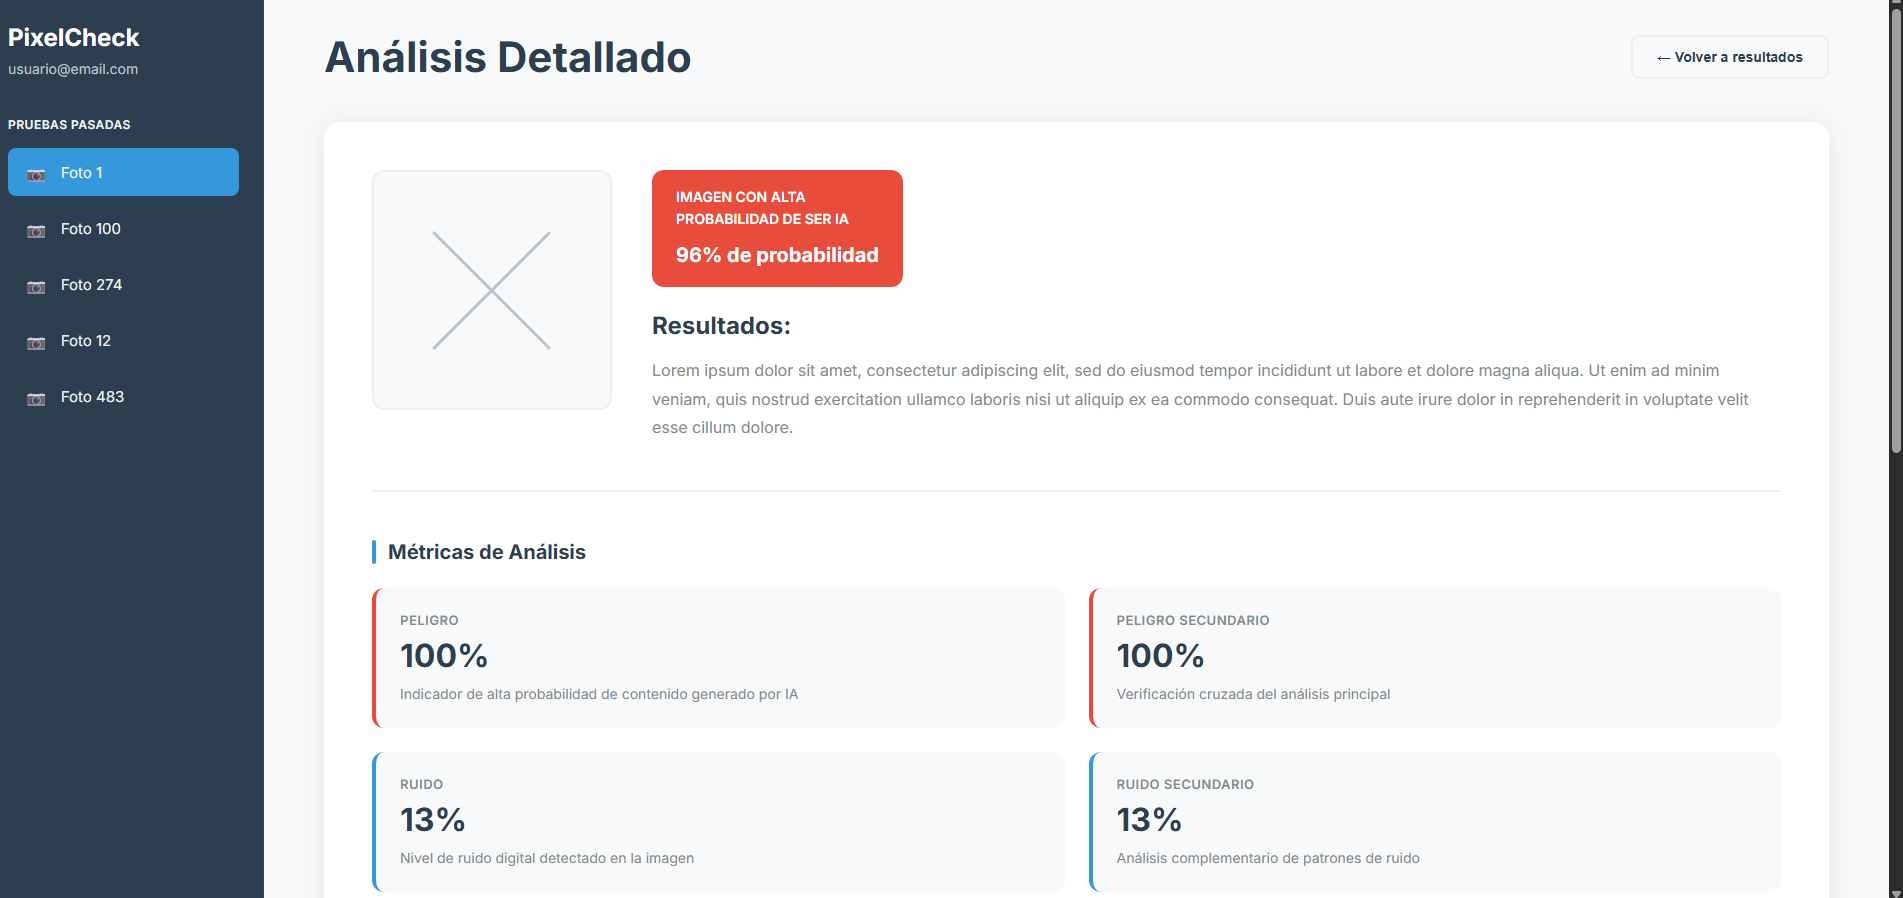 PixelCheck
usuario@email.com
PRUEBAS PASADAS
Foto 1
Foto 100
Foto 274
Foto 12
Foto 483
Análisis Detallado
← Volver a resultados
IMAGEN CON ALTA
PROBABILIDAD DE SER IA
96% de probabilidad
Resultados:
Lorem ipsum dolor sit amet, consectetur adipiscing elit, sed do eiusmod tempor incididunt ut labore et dolore magna aliqua. Ut enim ad minim
veniam, quis nostrud exercitation ullamco laboris nisi ut aliquip ex ea commodo consequat. Duis aute irure dolor in reprehenderit in voluptate velit
esse cillum dolore.
Métricas de Análisis
PELIGRO
100%
Indicador de alta probabilidad de contenido generado por IA
PELIGRO SECUNDARIO
100%
Verificación cruzada del análisis principal
RUIDO
13%
Nivel de ruido digital detectado en la imagen
RUIDO SECUNDARIO
13%
Análisis complementario de patrones de ruido